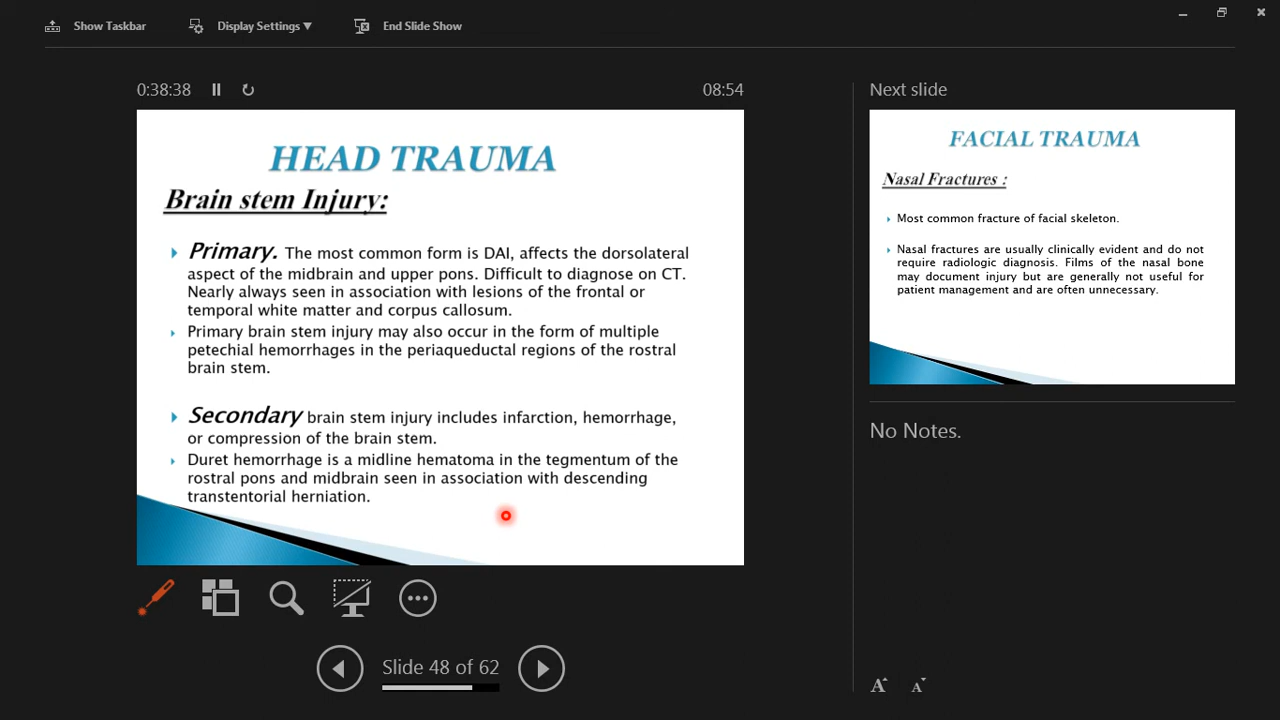 Show Taskbar
Display Settings ▼
End Slide Show
0:38:38
08:54
HEAD TRAUMA
Brain stem Injury:
Primary. The most common form is DAI, affects the dorsolateral
aspect of the midbrain and upper pons. Difficult to diagnose on CT.
Nearly always seen in association with lesions of the frontal or
temporal white matter and corpus callosum.
Primary brain stem injury may also occur in the form of multiple
petechial hemorrhages in the periaqueductal regions of the rostral
brain stem.
Secondary brain stem injury includes infarction, hemorrhage,
or compression of the brain stem.
Duret hemorrhage is a midline hematoma in the tegmentum of the
rostral pons and midbrain seen in association with descending
transtentorial herniation.
Slide 48 of 62
Next slide
FACIAL TRAUMA
Nasal Fractures :
Most common fracture of facial skeleton.
Nasal fractures are usually clinically evident and do not
require radiologic diagnosis. Films of the nasal bone
may document injury but are generally not useful for
patient management and are often unnecessary.
No Notes.
A A